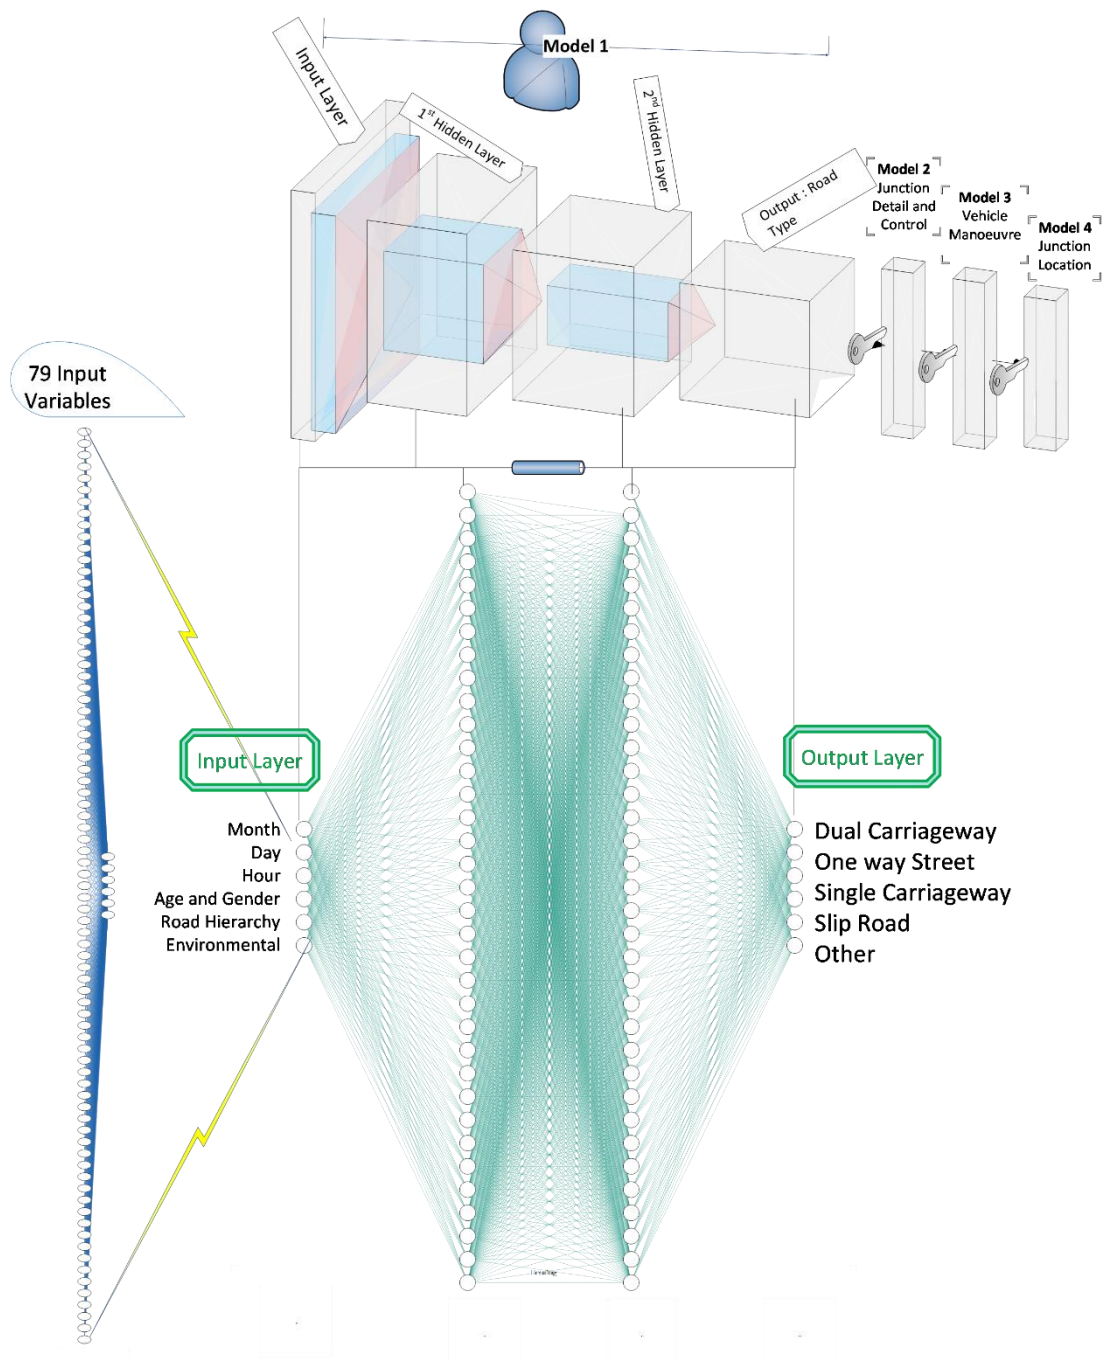 Model 1
Input Layer
1st Hidden Layer
2nd Hidden Layer
Output : Road
Type
Model 2
Junction
Detail and
Control
Model 3
Vehicle
Manoeuvre
Model 4
Junction
Location
79 Input
Variables
Input Layer
Output Layer
Month
Day
Hour
Age and Gender
Road Hierarchy
Environmental
Dual Carriageway
One way Street
Single Carriageway
Slip Road
Other